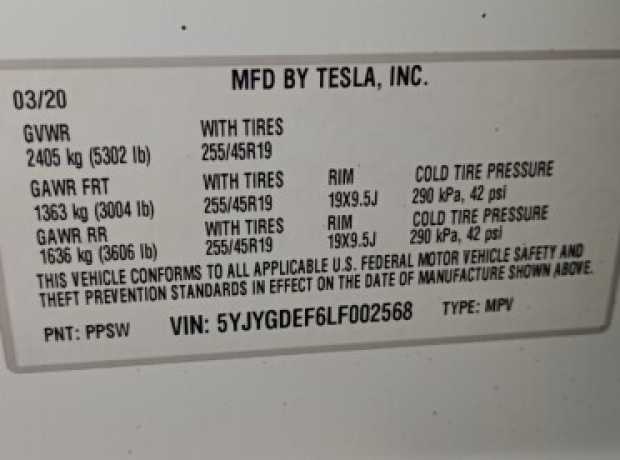 MFD BY TESLA, INC.
03/20
GVWR WITH TIRES
2405 kg (5302 lb) 255/45R19
GAWR FRT WITH TIRES RIM COLD TIRE PRESSURE
1363 kg (3004 lb) 255/45R19 19X9.5J 290 kPa, 42 psi
GAWR RR WITH TIRES RIM COLD TIRE PRESSURE
1636 kg (3606 lb) 255/45R19 19X9.5J 290 kPa, 42 psi
THIS VEHICLE CONFORMS TO ALL APPLICABLE U.S. FEDERAL MOTOR VEHICLE SAFETY AND
THEFT PREVENTION STANDARDS IN EFFECT ON THE DATE OF MANUFACTURE SHOWN ABOVE.
PNT: PPSW VIN: 5YJYGDEF6LF002568 TYPE: MPV